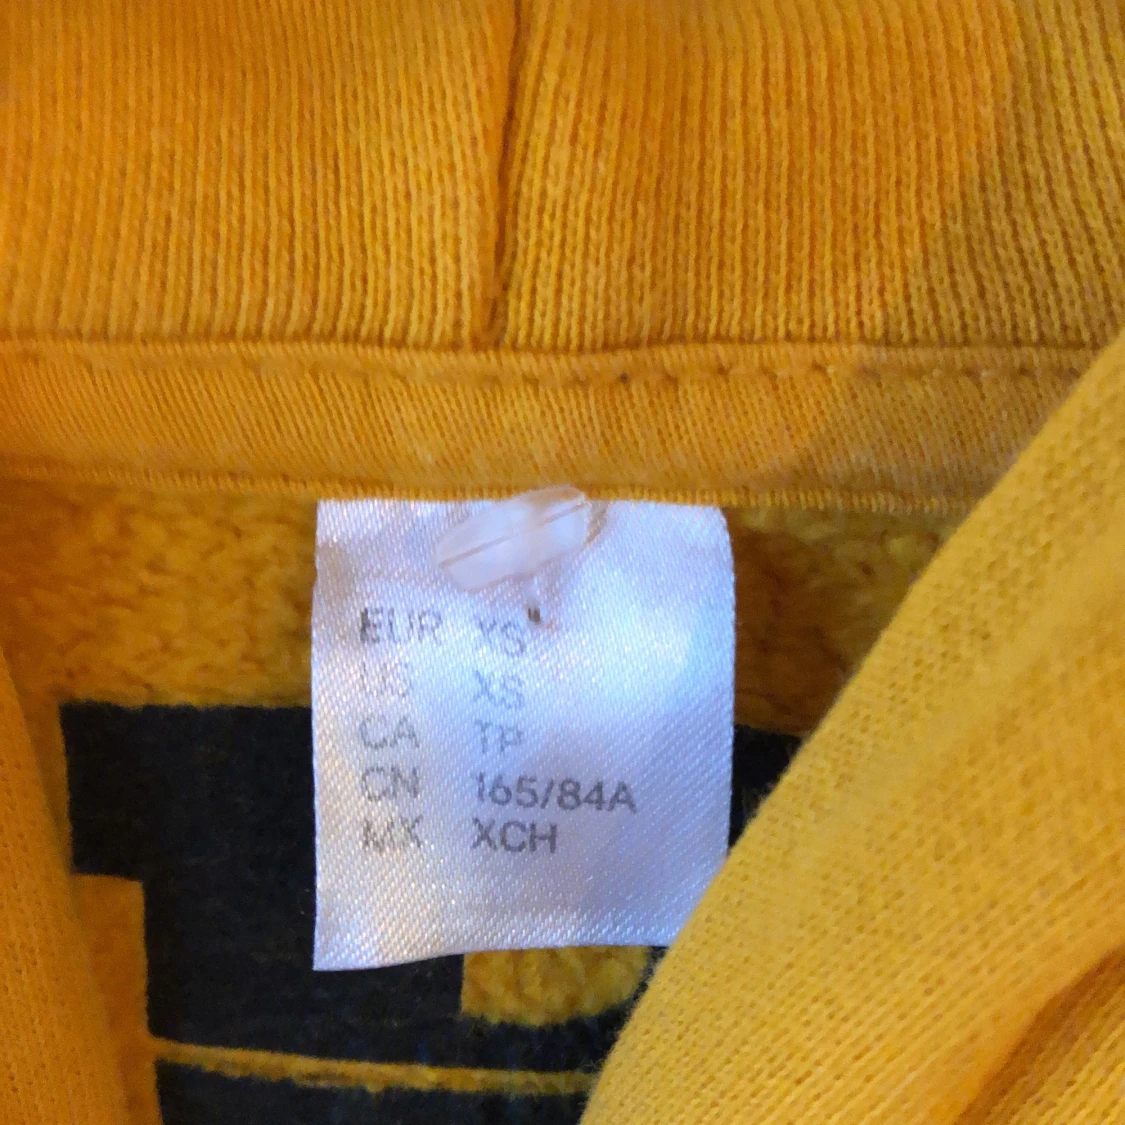 EUR XS
US XS
CA TP
CN 165/84A
MX XCH